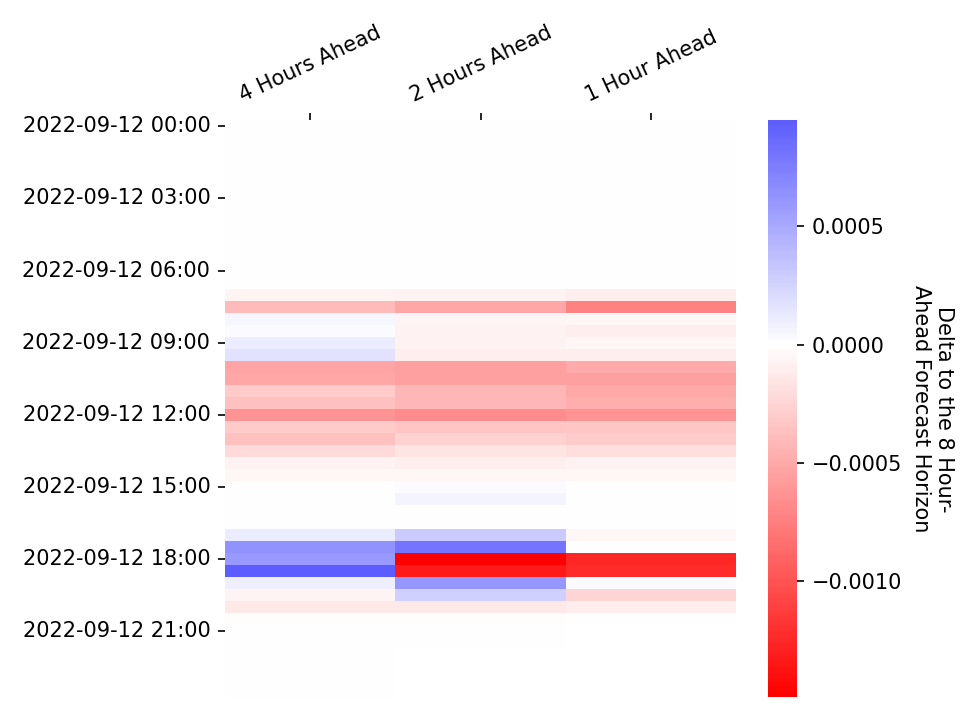 4 Hours Ahead
2 Hours Ahead
1 Hour Ahead
2022-09-12 00:00
2022-09-12 03:00
2022-09-12 06:00
2022-09-12 09:00
2022-09-12 12:00
2022-09-12 15:00
2022-09-12 18:00
2022-09-12 21:00
0.0005
0.0000
−0.0005
−0.0010
Delta to the 8 Hour-
Ahead Forecast Horizon